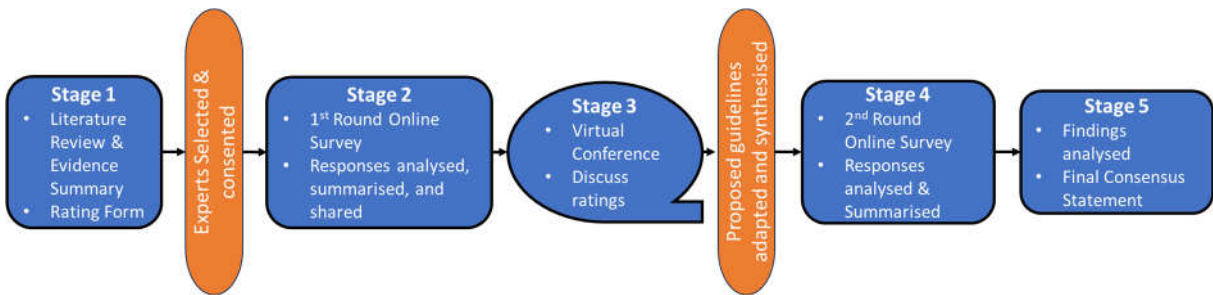 Stage 1
• Literature
Review &
Evidence
Summary
• Rating Form
Experts Selected &
consented
Stage 2
• 1st Round Online
Survey
• Responses analysed,
summarised, and
shared
Stage 3
• Virtual
Conference
• Discuss
ratings
Proposed guidelines
adapted and synthesised
Stage 4
• 2nd Round
Online Survey
• Responses
analysed &
Summarised
Stage 5
• Findings
analysed
• Final Consensus
Statement